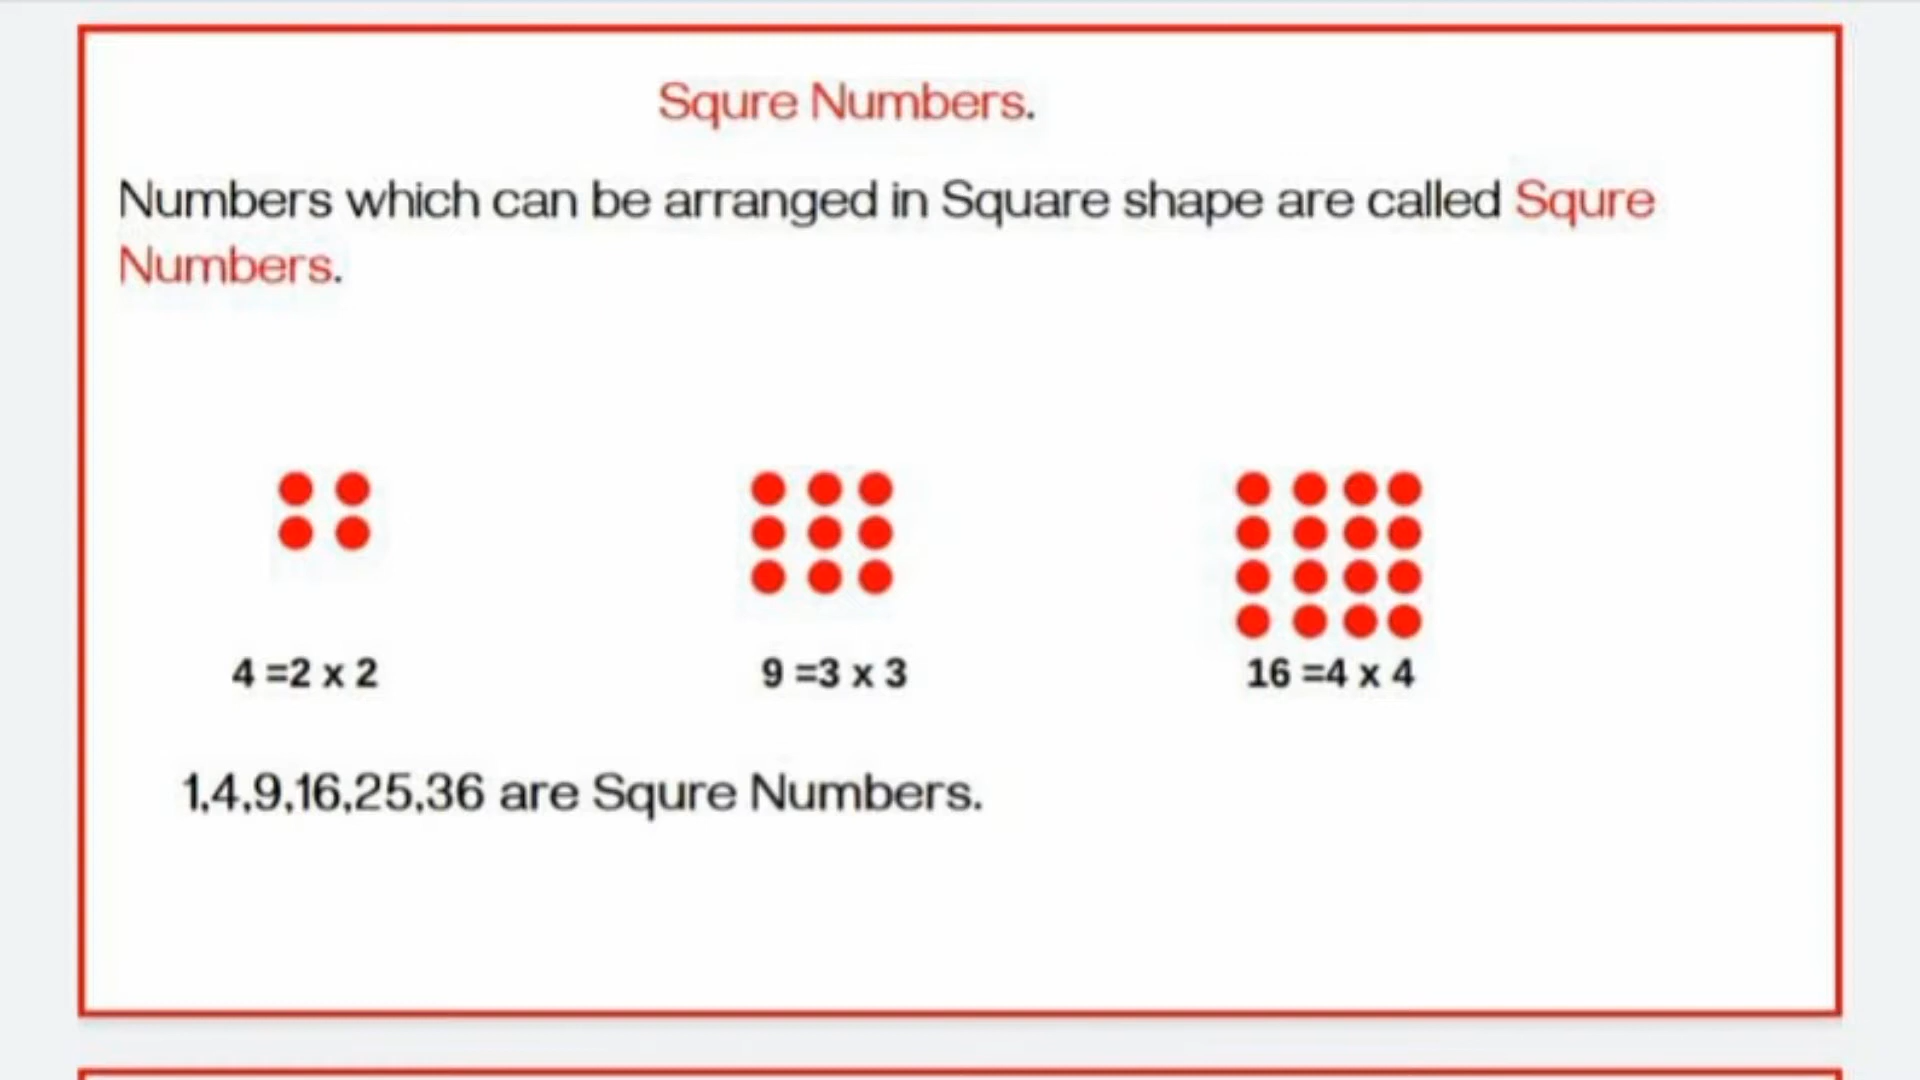 Squre Numbers.
Numbers which can be arranged in Square shape are called Squre
Numbers.
4 =2 x 2
9 =3 x 3
16 =4 x 4
1,4,9,16,25,36 are Squre Numbers.